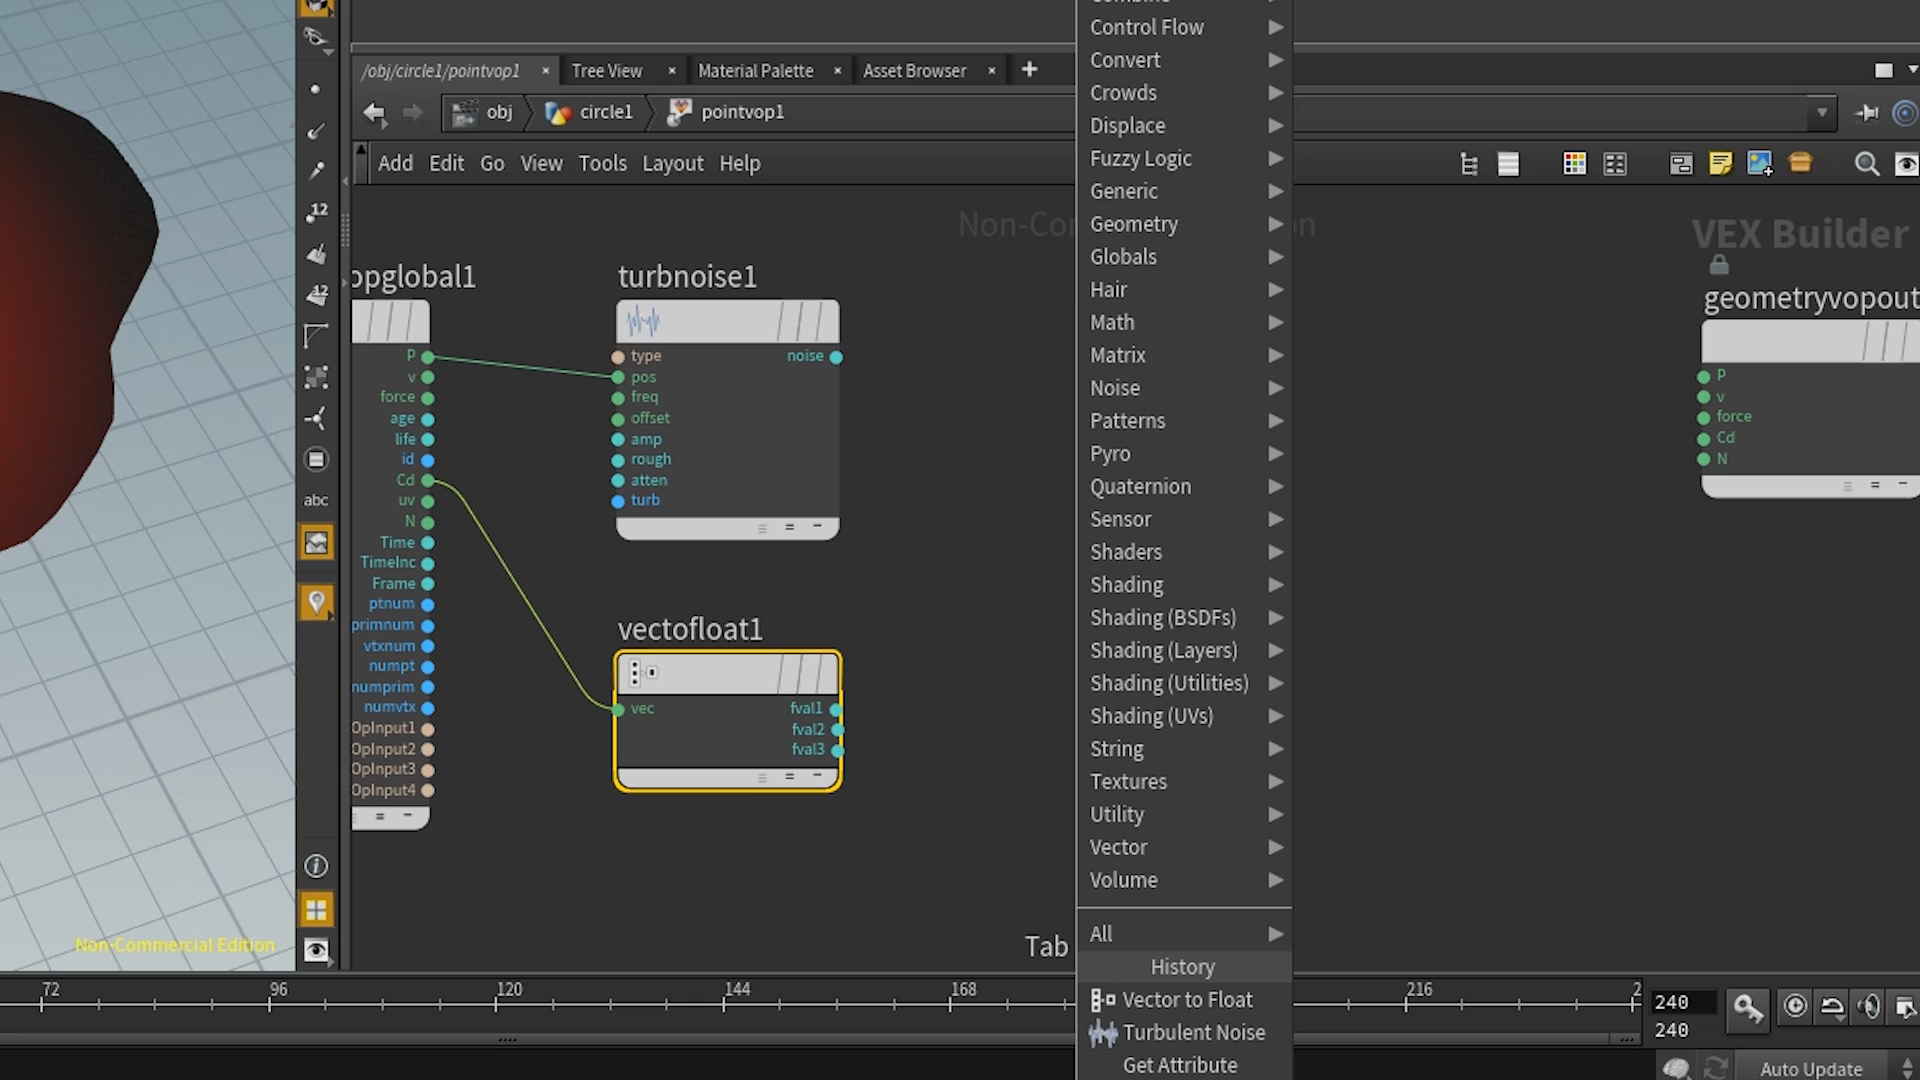 /obj/circle1/pointvop1 × Tree View × Material Palette × Asset Browser × +
obj circle1 pointvop1
Add Edit Go View Tools Layout Help
12
12
abc
VEX Builder
opglobal1
P
v
force
age
life
id
Cd
uv
N
Time
TimeInc
Frame
ptnum
primnum
vtxnum
numpt
numprim
numvtx
OpInput1
OpInput2
OpInput3
OpInput4
turbnoise1
type noise
pos
freq
offset
amp
rough
atten
turb
vectofloat1
vec fval1
fval2
fval3
geometryvopout
P
v
force
Cd
N
Control Flow
Convert
Crowds
Displace
Fuzzy Logic
Generic
Geometry
Globals
Hair
Math
Matrix
Noise
Patterns
Pyro
Quaternion
Sensor
Shaders
Shading
Shading (BSDFs)
Shading (Layers)
Shading (Utilities)
Shading (UVs)
String
Textures
Utility
Vector
Volume
All
History
Vector to Float
Turbulent Noise
Get Attribute
Tab
Non-Commercial Edition
72 96 120 144 168 216 2
240
240
Auto Update